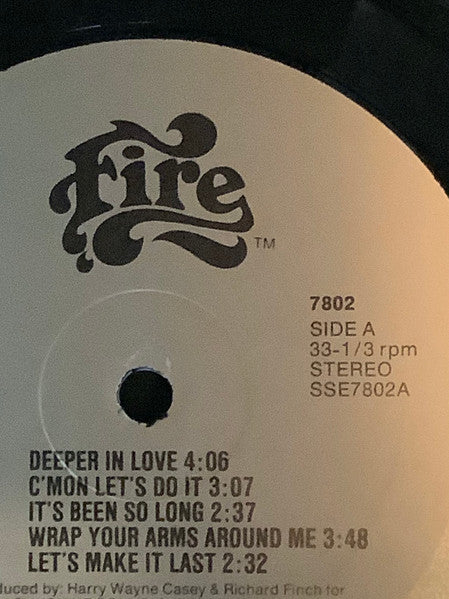 Fire
TM
7802
SIDE A
33-1/3 rpm
STEREO
SSE7802A
DEEPER IN LOVE 4:06
C'MON LET'S DO IT 3:07
IT'S BEEN SO LONG 2:37
WRAP YOUR ARMS AROUND ME 3:48
LET'S MAKE IT LAST 2:32
duced by: Harry Wayne Casey & Richard Finch for